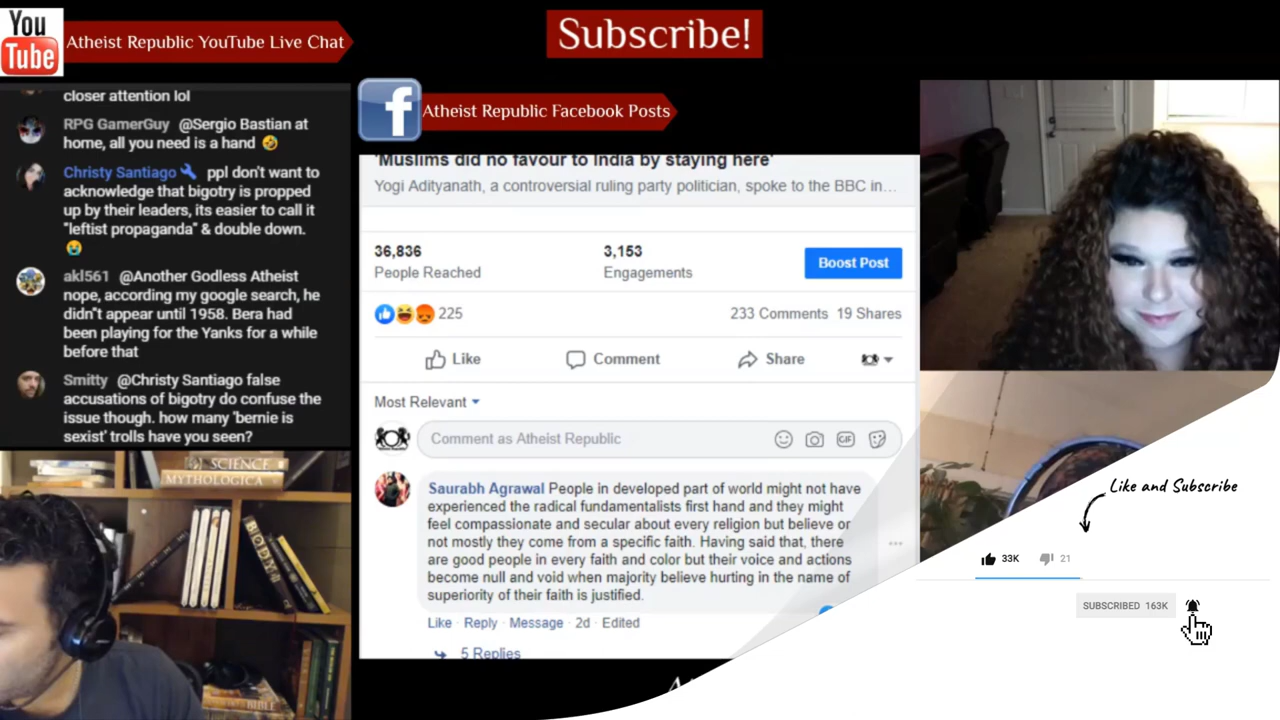 You
Tube
Atheist Republic YouTube Live Chat
Subscribe!
closer attention lol
RPG GamerGuy @Sergio Bastian at
home, all you need is a hand 🤣
Christy Santiago ppl don't want to
acknowledge that bigotry is propped
up by their leaders, its easier to call it
"leftist propaganda" & double down.
😭
akl561 @Another Godless Atheist
nope, according my google search, he
didn"t appear until 1958. Bera had
been playing for the Yanks for a while
before that
Smitty @Christy Santiago false
accusations of bigotry do confuse the
issue though. how many 'bernie is
sexist' trolls have you seen?
f
Atheist Republic Facebook Posts
'Muslims did no favour to India by staying here'
Yogi Adityanath, a controversial ruling party politician, spoke to the BBC in...
36,836
People Reached
3,153
Engagements
Boost Post
225
233 Comments 19 Shares
Like
Comment
Share
Most Relevant
Comment as Atheist Republic
GIF
Saurabh Agrawal People in developed part of world might not have
experienced the radical fundamentalists first hand and they might
feel compassionate and secular about every religion but believe or
not mostly they come from a specific faith. Having said that, there
are good people in every faith and color but their voice and actions
become null and void when majority believe hurting in the name of
superiority of their faith is justified.
Like · Reply · Message · 2d · Edited
5 Replies
SCIENCE
MYTHOLOGICA
BODY
BIBLE
Like and Subscribe
33K
21
SUBSCRIBED 163K